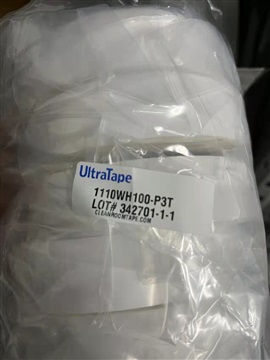 UltraTape
1110WH100-P3T
LOT# 342701-1-1
CLEANROOMTAPE.COM